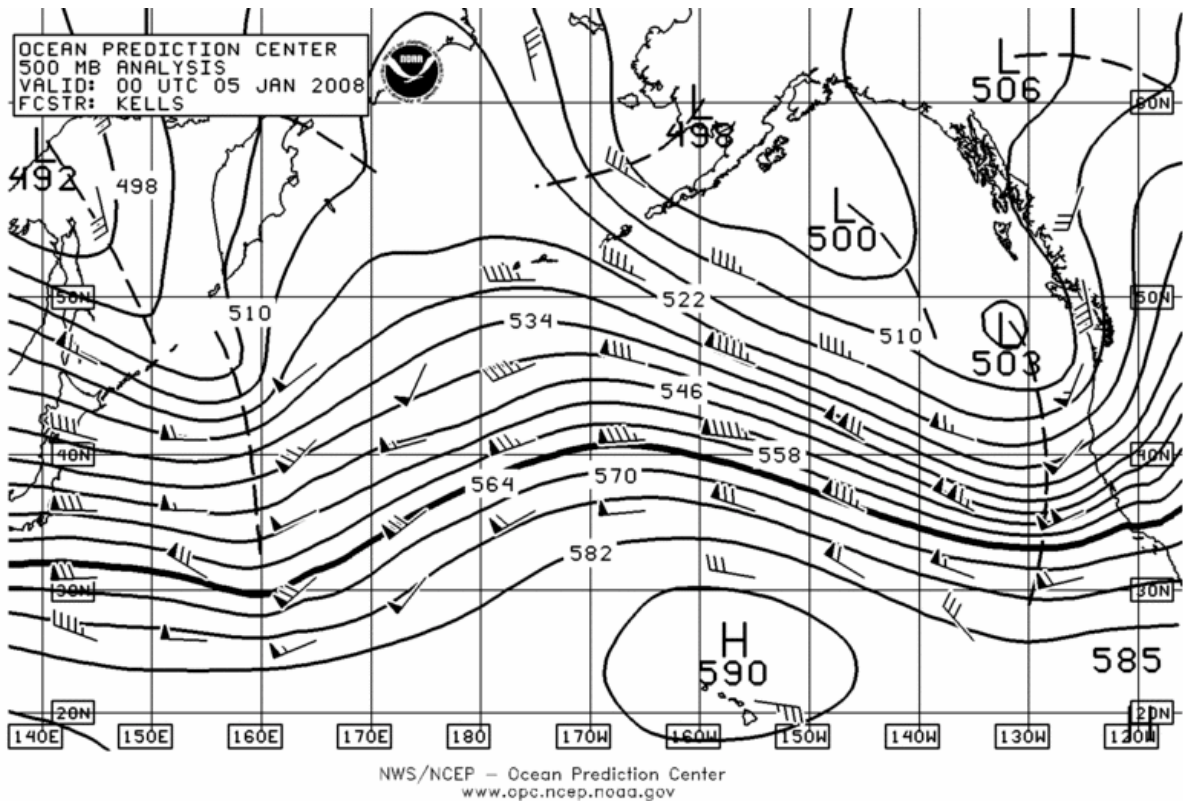 OCEAN PREDICTION CENTER
500 MB ANALYSIS
VALID: 00 UTC 05 JAN 2008
FCSTR: KELLS
NOAA
L
506
60N
L
498
L
492
498
L
500
50N
510
522
534
510
50N
L
503
546
40N
558
40N
564
570
582
30N
30N
H
590
585
20N
20N
H
140E 150E 160E 170E 180 170W 160W 150W 140W 130W 120W
NWS/NCEP – Ocean Prediction Center
www.opc.ncep.noaa.gov